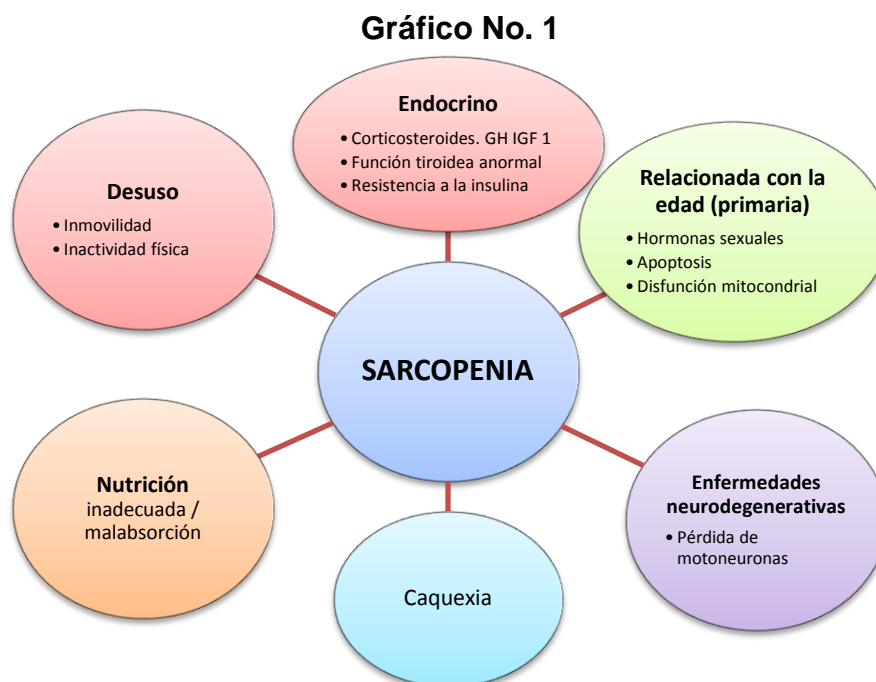 Gráfico No. 1
Endocrino
• Corticosteroides. GH IGF 1
• Función tiroidea anormal
• Resistencia a la insulina
Desuso
• Inmovilidad
• Inactividad física
Relacionada con la
edad (primaria)
• Hormonas sexuales
• Apoptosis
• Disfunción mitocondrial
SARCOPENIA
Nutrición
inadecuada /
malabsorción
Enfermedades
neurodegenerativas
• Pérdida de
motoneuronas
Caquexia